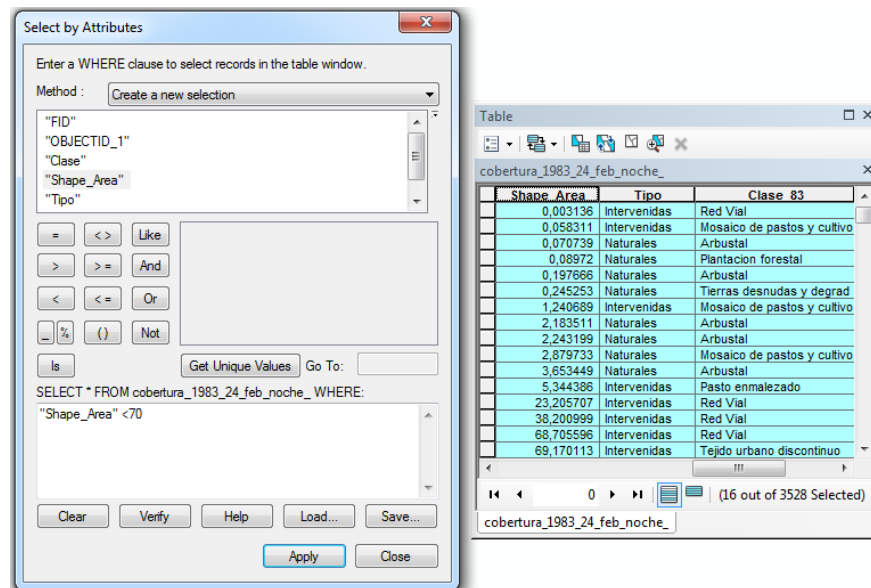 Select by Attributes
Enter a WHERE clause to select records in the table window.
Method : Create a new selection
"FID"
"OBJECTID_1"
"Clase"
"Shape_Area"
"Tipo"
= < > Like
> > = And
< < = Or
_ % ( ) Not
Is Get Unique Values Go To:
SELECT * FROM cobertura_1983_24_feb_noche_ WHERE:
"Shape_Area" <70
Clear Verify Help Load... Save...
Apply Close
Table
cobertura_1983_24_feb_noche_
Shape_Area Tipo Clase_83
0,003136 Intervenidas Red Vial
0,058311 Intervenidas Mosaico de pastos y cultivo
0,070739 Naturales Arbustal
0,08972 Naturales Plantacion forestal
0,197666 Naturales Arbustal
0,245253 Naturales Tierras desnudas y degrad
1,240689 Intervenidas Mosaico de pastos y cultivo
2,183511 Naturales Arbustal
2,243199 Naturales Arbustal
2,879733 Naturales Mosaico de pastos y cultivo
3,653449 Naturales Arbustal
5,344386 Intervenidas Pasto enmalezado
23,205707 Intervenidas Red Vial
38,200999 Intervenidas Red Vial
68,705596 Intervenidas Red Vial
69,170113 Intervenidas Tejido urbano discontinuo
0 (16 out of 3528 Selected)
cobertura_1983_24_feb_noche_